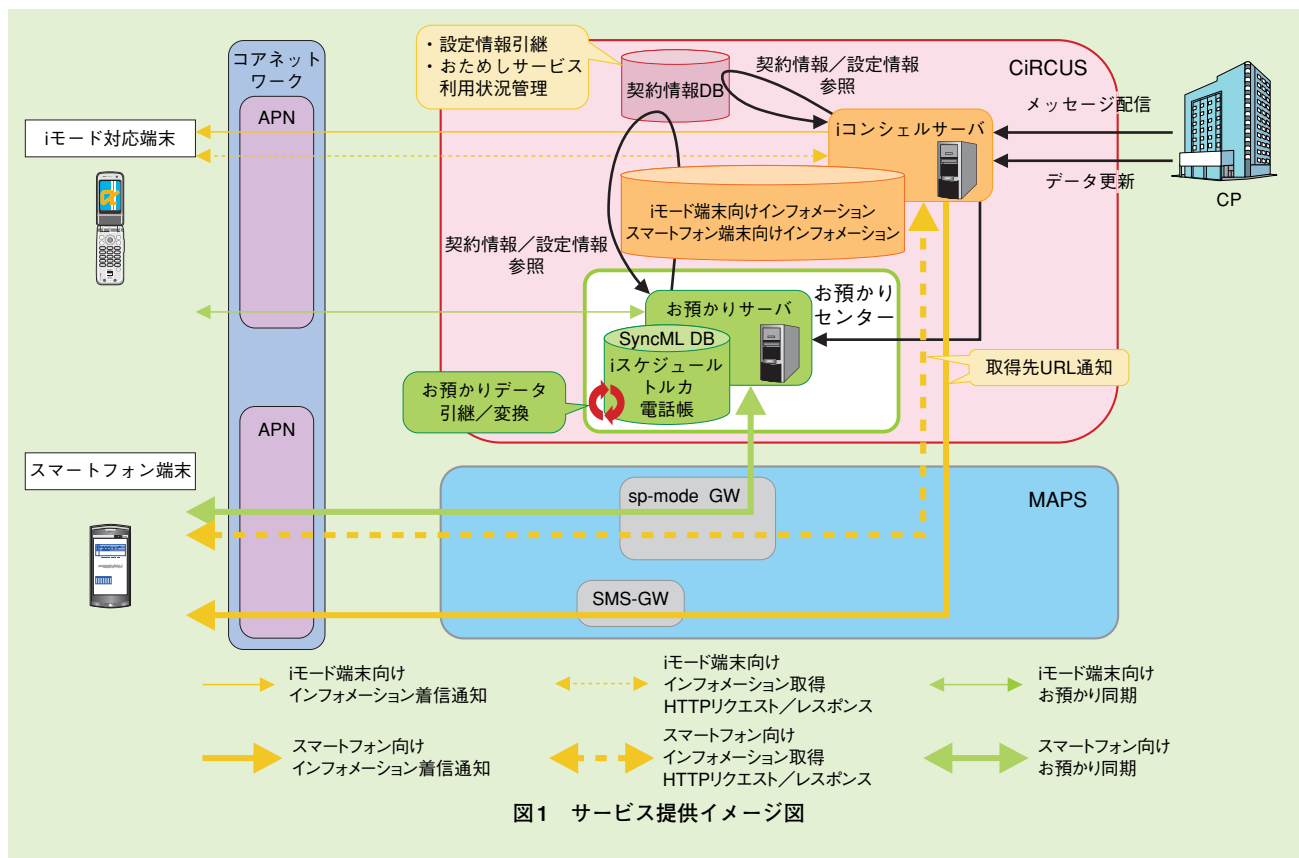 コアネット
ワーク
APN
iモード対応端末
・設定情報引継
・おためしサービス
利用状況管理
契約情報DB
契約情報／設定情報
参照
CiRCUS
iコンシェルサーバ
メッセージ配信
データ更新
CP
iモード端末向けインフォメーション
スマートフォン端末向けインフォメーション
契約情報／設定情報
参照
お預かりサーバ
お預かり
センター
SyncML DB
iスケジュール
トルカ
電話帳
お預かりデータ
引継／変換
取得先URL通知
APN
スマートフォン端末
sp-mode GW
MAPS
SMS-GW
iモード端末向け
インフォメーション着信通知
iモード端末向け
インフォメーション取得
HTTPリクエスト／レスポンス
iモード端末向け
お預かり同期
スマートフォン向け
インフォメーション着信通知
スマートフォン向け
インフォメーション取得
HTTPリクエスト／レスポンス
スマートフォン向け
お預かり同期
図1 サービス提供イメージ図